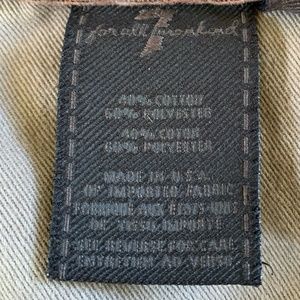 7
for all mankind
40% COTTON
60% POLYESTER
40% COTON
60% POLYESTER
MADE IN U.S.A.
OF IMPORTED FABRIC
FABRIQUE AUX ETATS-UNIS
DE TISSU IMPORTE
SEE REVERSE FOR CARE
ENTRETIEN AD VERSO